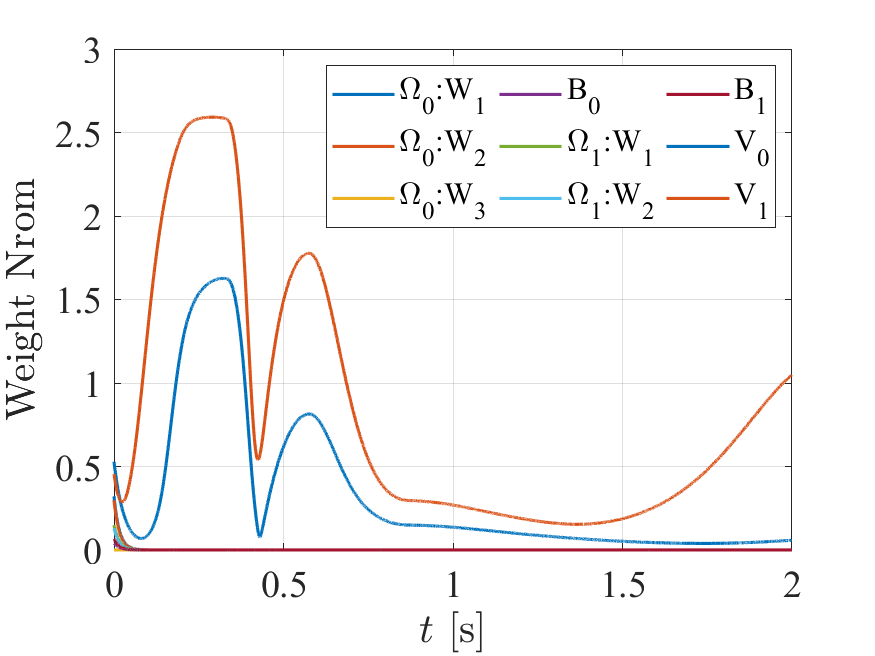 3
2.5
2
1.5
1
0.5
0
Weight Nrom
Ω₀:W₁ B₀ B₁
Ω₀:W₂ Ω₁:W₁ V₀
Ω₀:W₃ Ω₁:W₂ V₁
0 0.5 1 1.5 2
t [s]